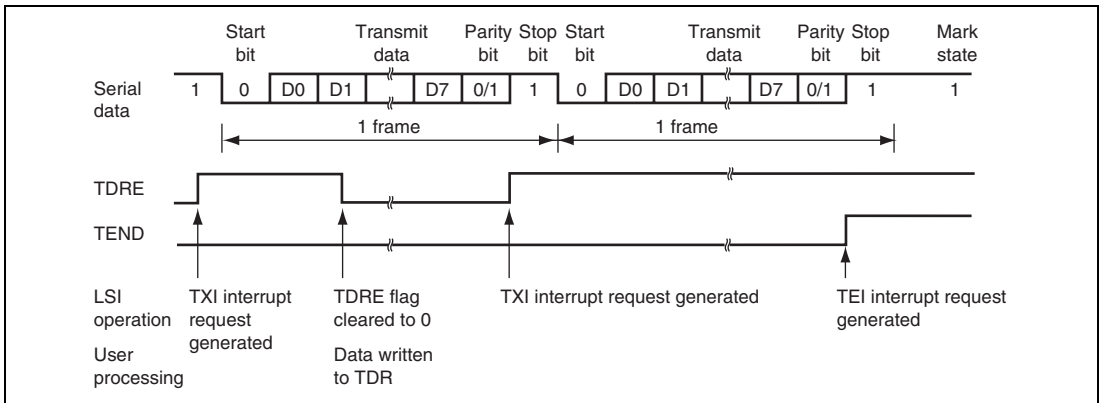 Start bit
Transmit data
Parity bit
Stop bit
Start bit
Transmit data
Parity bit
Stop bit
Mark state
Serial data
1 0 D0 D1 D7 0/1 1 0 D0 D1 D7 0/1 1 1
1 frame 1 frame
TDRE
TEND
LSI operation
TXI interrupt request generated
TDRE flag cleared to 0
TXI interrupt request generated
TEI interrupt request generated
User processing
Data written to TDR